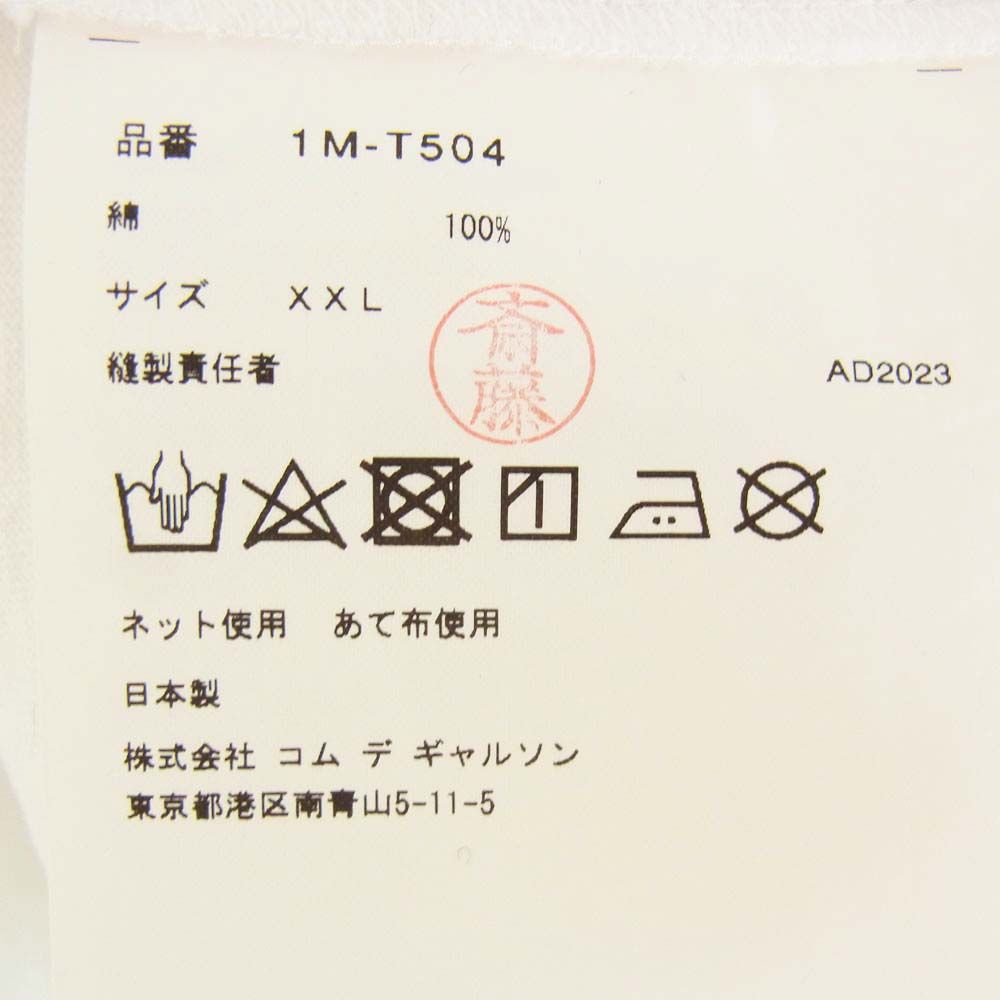 品番 1M-T504
綿 100%
サイズ XXL
縫製責任者 斎藤 AD2023
ネット使用 あて布使用
日本製
株式会社 コム デ ギャルソン
東京都港区南青山5-11-5